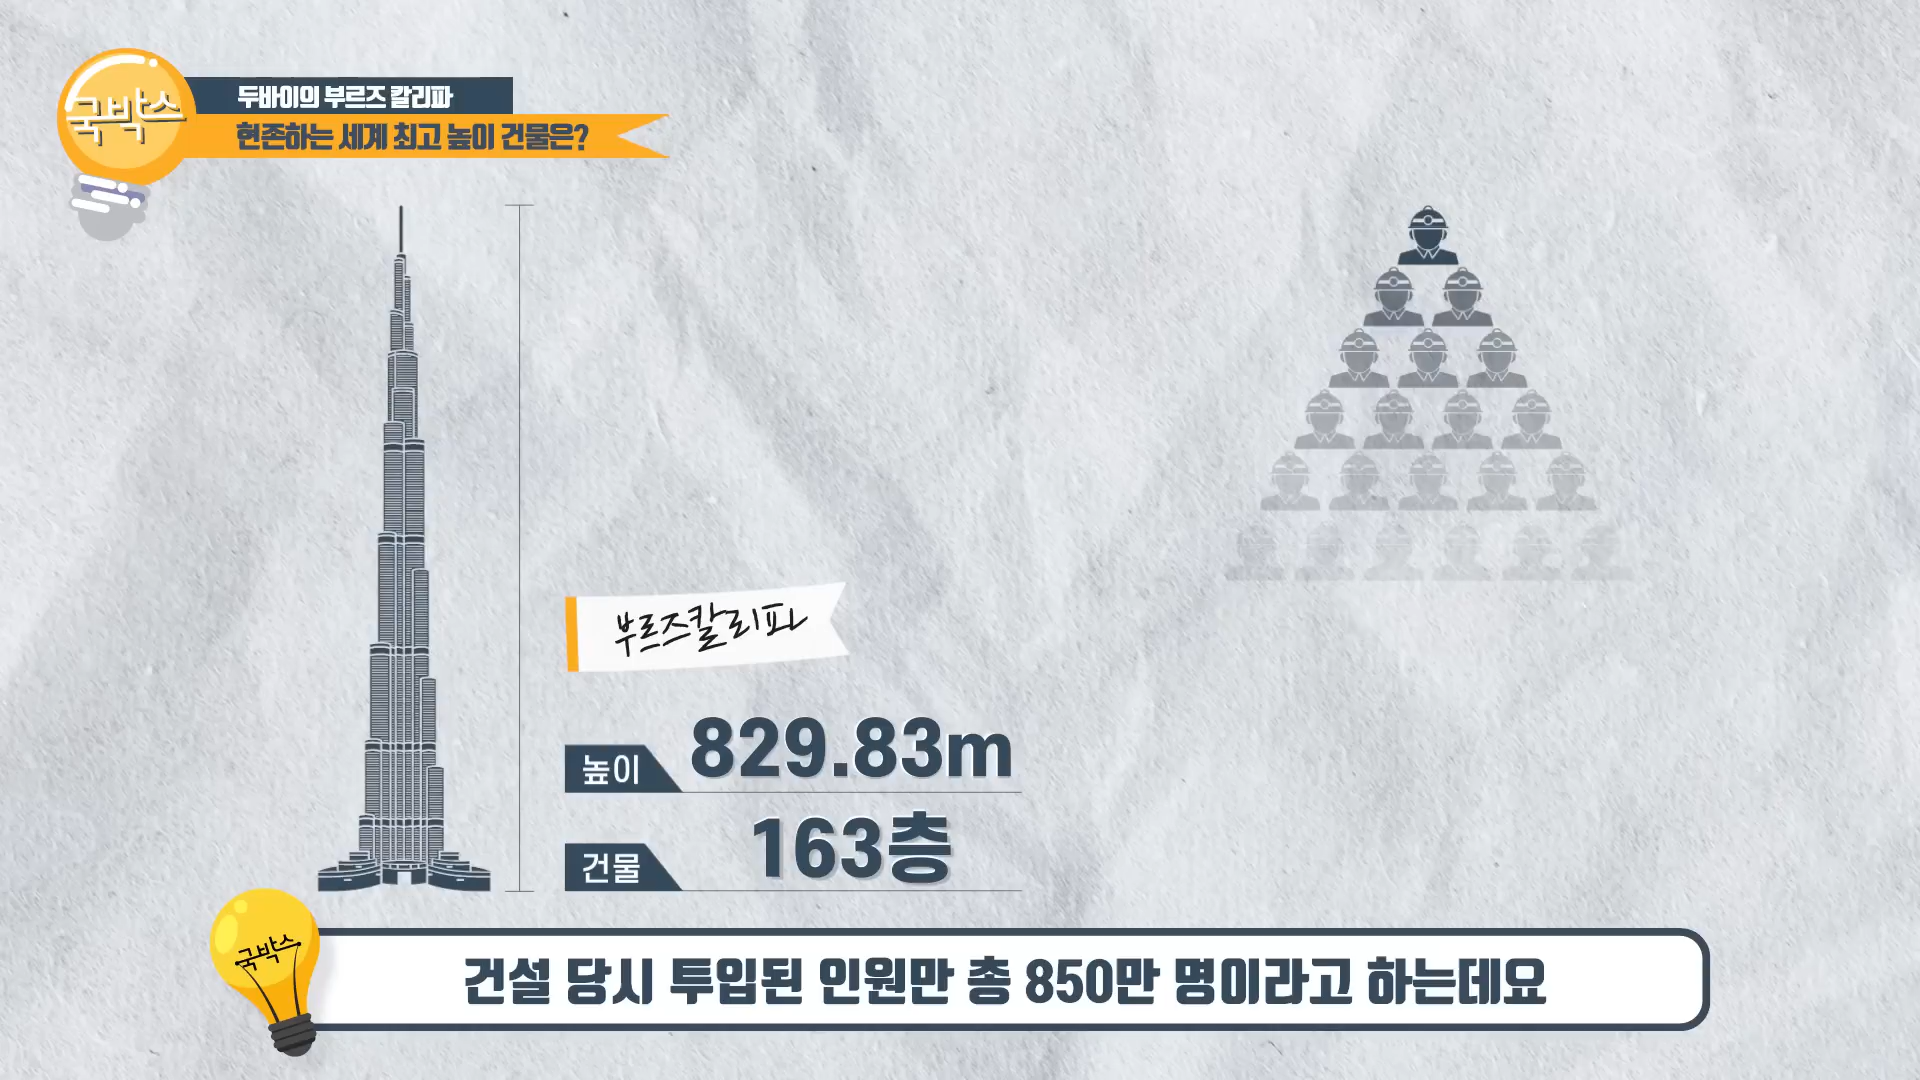 국박스
두바이의 부르즈 칼리파
현존하는 세계 최고 높이 건물은?
부르즈칼리파
높이 829.83m
건물 163층
국박스
건설 당시 투입된 인원만 총 850만 명이라고 하는데요